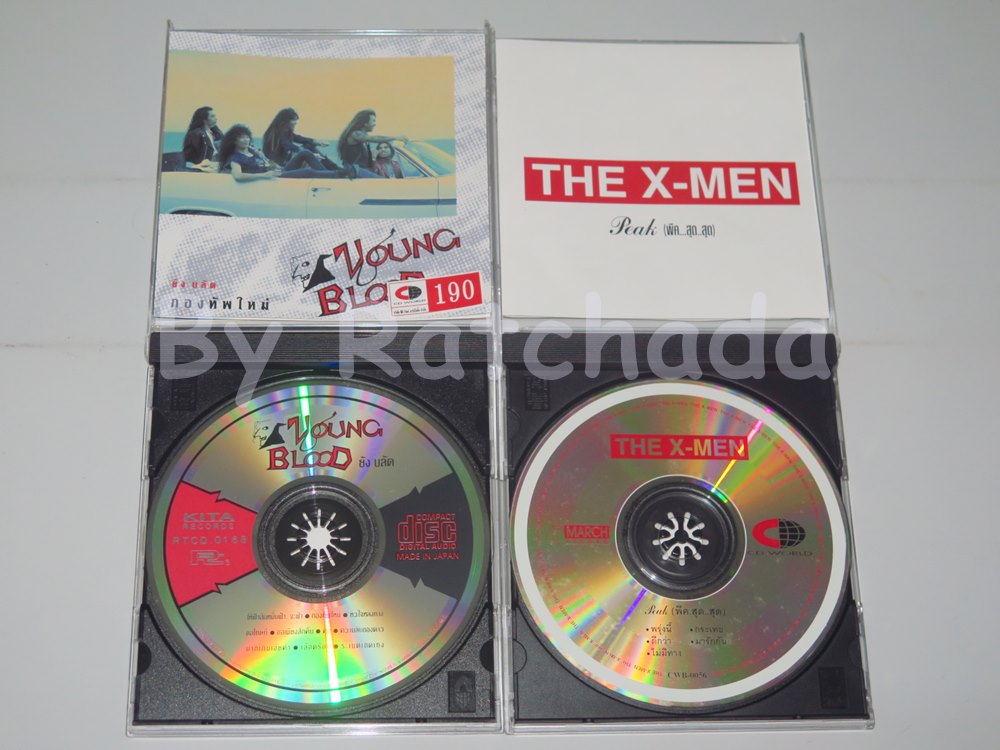 YOUNG
BLOOD
ยัง บลัด
กองทัพใหม่
CD WORLD
190
THE X-MEN
Peak (พีค...สุด..สุด)
By Ratchada
YOUNG
BLOOD ยัง บลัด
KITA
RECORDS
RTCD.0168
COMPACT
disc
DIGITAL AUDIO
MADE IN JAPAN
THE X-MEN
MARCH
CD WORLD
Peak (พีค..สุด..สุด)
•พรุ่งนี้ •กระเทย
•ดีกว่า •มารักกัน
•ไม่มีทาง
CWB-0056